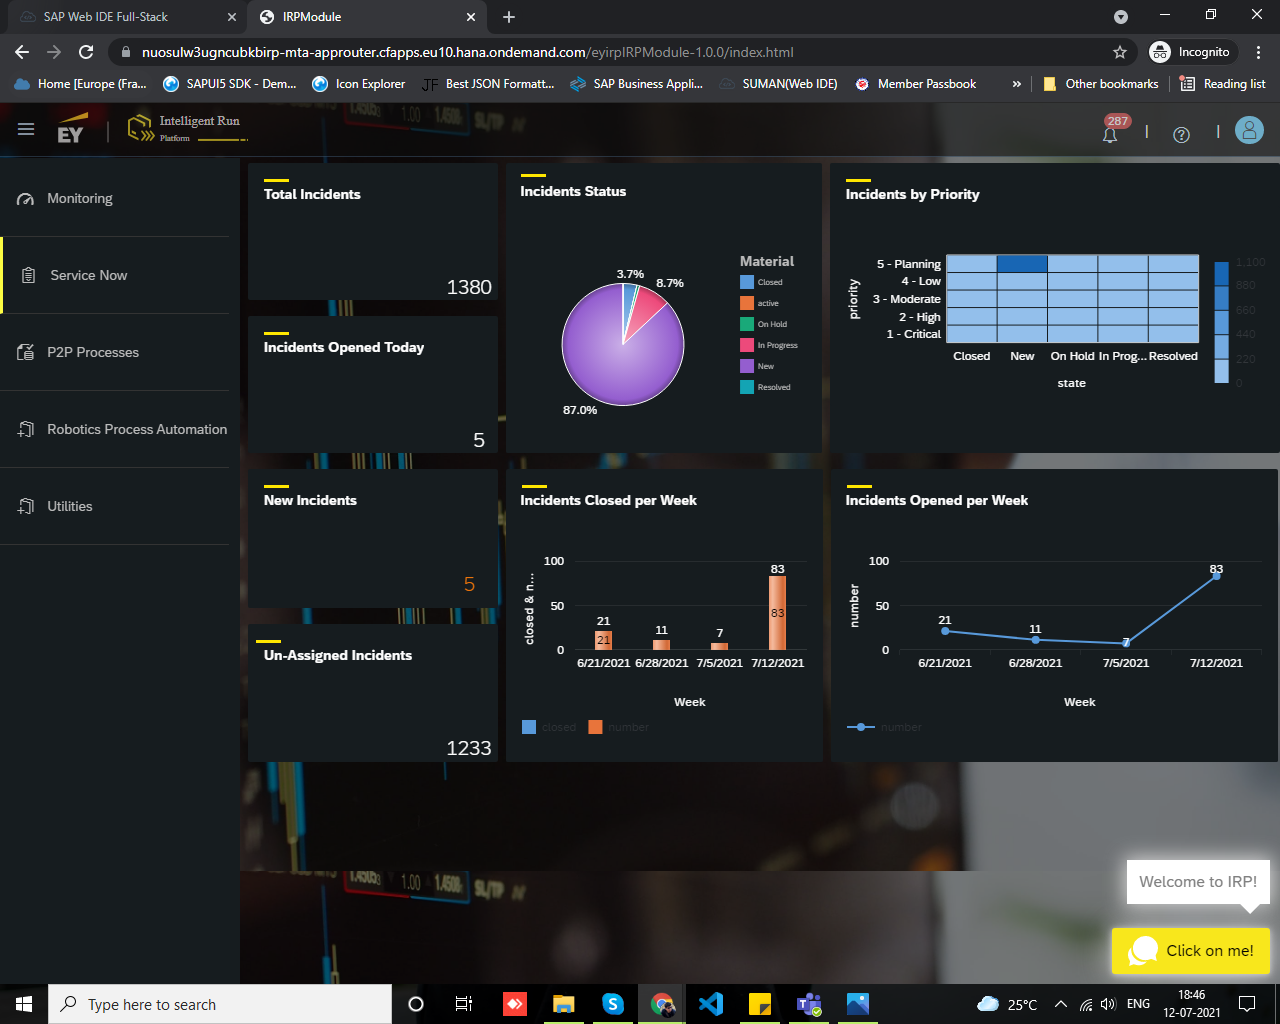 SAP Web IDE Full-Stack
IRPModule
nuosulw3ugncubkbirp-mta-approuter.cfapps.eu10.hana.ondemand.com/eyirpIRPModule-1.0.0/index.html
Incognito
Home [Europe (Fra...
SAPUI5 SDK - Dem...
Icon Explorer
JF
Best JSON Formatt...
SAP Business Appli...
SUMAN(Web IDE)
Member Passbook
»
Other bookmarks
Reading list
EY
Intelligent Run
Platform
287
Monitoring
Service Now
P2P Processes
Robotics Process Automation
Utilities
Total Incidents
1380
Incidents Opened Today
5
New Incidents
5
Un-Assigned Incidents
1233
Incidents Status
3.7%
8.7%
87.0%
Material
Closed
active
On Hold
In Progress
New
Resolved
Incidents by Priority
priority
5 - Planning
4 - Low
3 - Moderate
2 - High
1 - Critical
Closed New On Hold In Prog... Resolved
state
1,100
880
660
440
220
0
Incidents Closed per Week
closed & n...
100
50
0
21
21
11
7
83
83
6/21/2021 6/28/2021 7/5/2021 7/12/2021
Week
closed number
Incidents Opened per Week
number
100
50
0
21
11
7
83
6/21/2021 6/28/2021 7/5/2021 7/12/2021
Week
number
1.00
SL/TP
1.00
SL/TP
Welcome to IRP!
Click on me!
Type here to search
25°C
ENG
18:46
12-07-2021